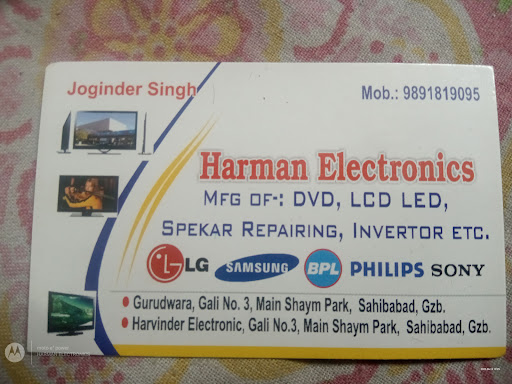 Joginder Singh
Mob.: 9891819095
Harman Electronics
MFG OF-: DVD, LCD LED,
SPEKAR REPAIRING, INVERTOR ETC.
LG SAMSUNG BPL PHILIPS SONY
• Gurudwara, Gali No. 3, Main Shaym Park, Sahibabad, Gzb.
• Harvinder Electronic, Gali No.3, Main Shaym Park, Sahibabad, Gzb.